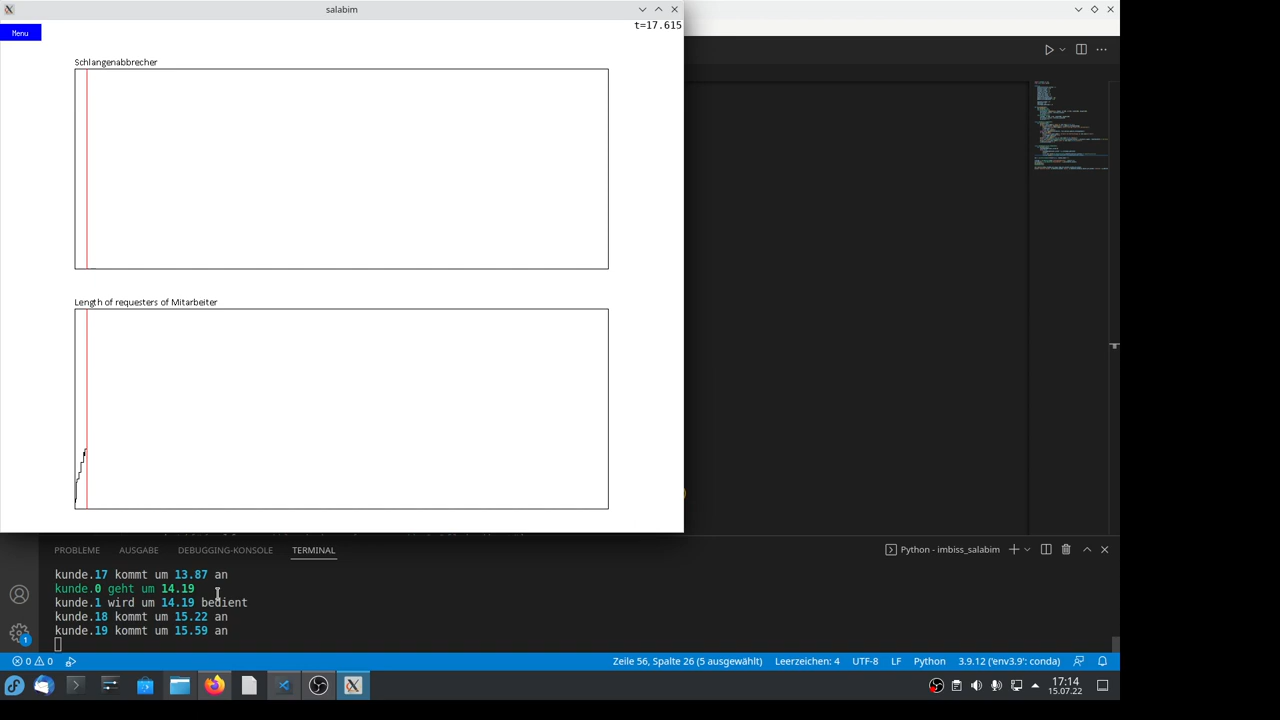 salabim
Menu
t=17.615
Schlangenabbrecher
Length of requesters of Mitarbeiter
PROBLEME
AUSGABE
DEBUGGING-KONSOLE
TERMINAL
Python - imbiss_salabim
kunde.17 kommt um 13.87 an
kunde.0 geht um 14.19
kunde.1 wird um 14.19 bedient
kunde.18 kommt um 15.22 an
kunde.19 kommt um 15.59 an
1
0 0
Zeile 56, Spalte 26 (5 ausgewählt)
Leerzeichen: 4
UTF-8
LF
Python
3.9.12 ('env3.9': conda)
17:14
15.07.22